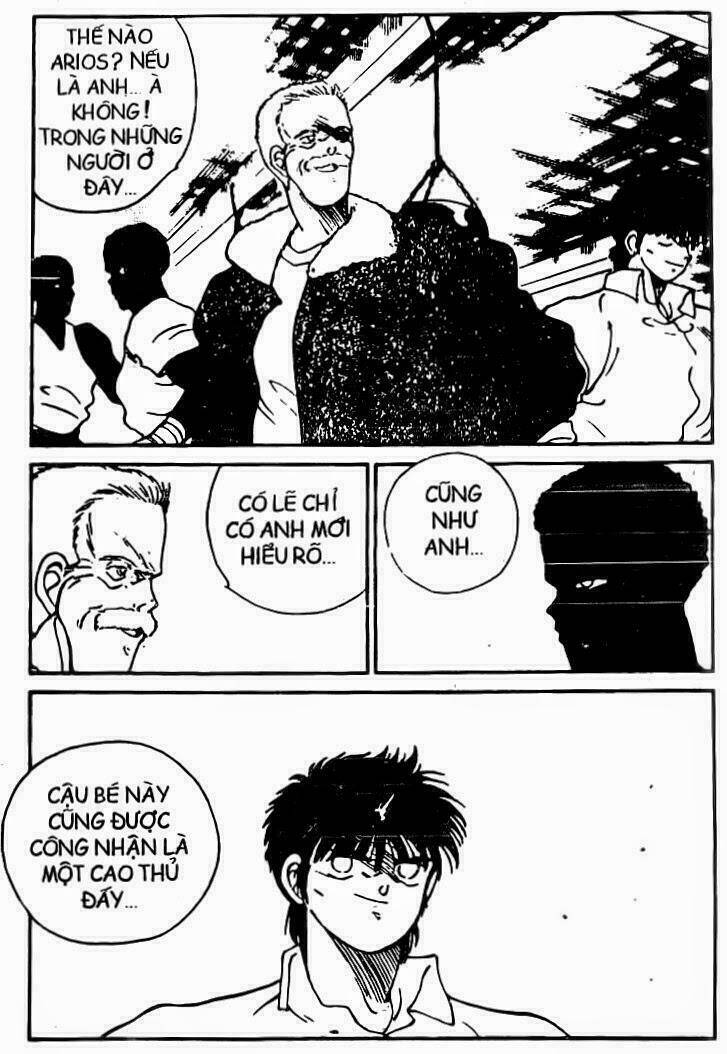 THẾ NÀO
ARIOS? NẾU
LÀ ANH... À
KHÔNG!
TRONG NHỮNG
NGƯỜI Ở
ĐÂY...
CÓ LẼ CHỈ
CÓ ANH MỚI
HIỂU RÕ...
CŨNG
NHƯ
ANH...
CẬU BÉ NÀY
CŨNG ĐƯỢC
CÔNG NHẬN LÀ
MỘT CAO THỦ
ĐẤY...